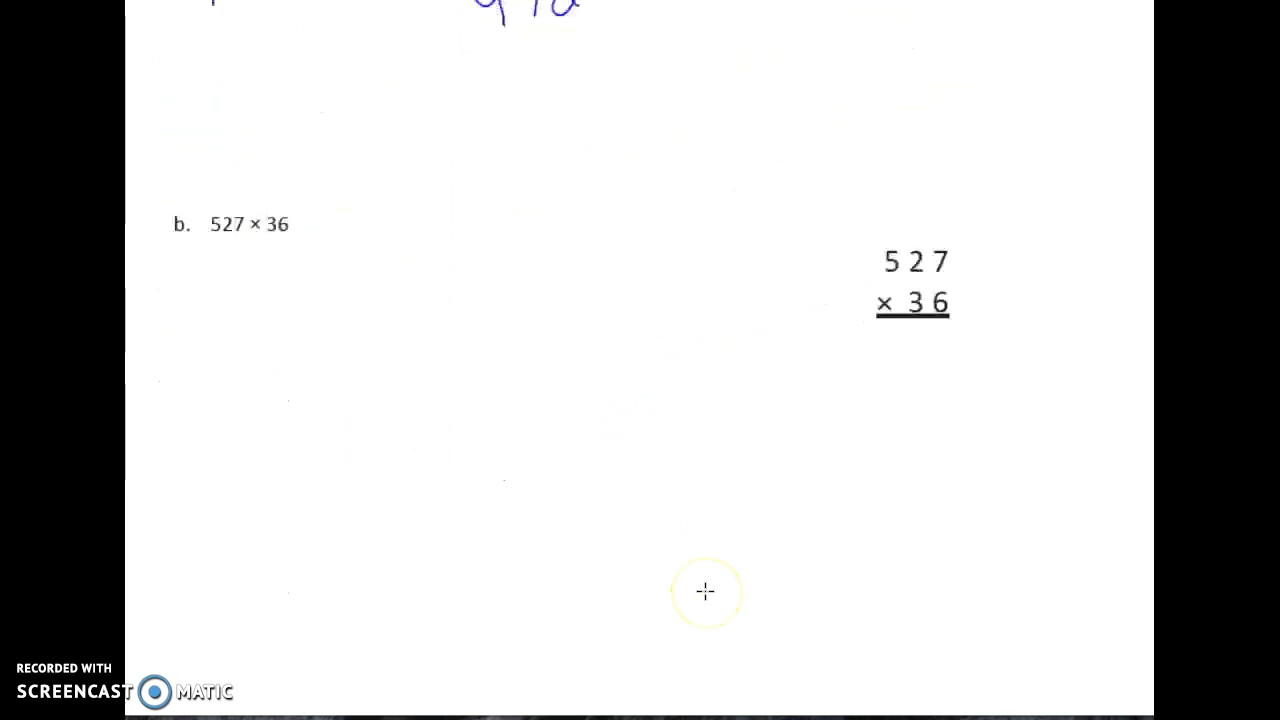 b. 527 × 36
5 2 7
× 3 6
RECORDED WITH
SCREENCAST MATIC